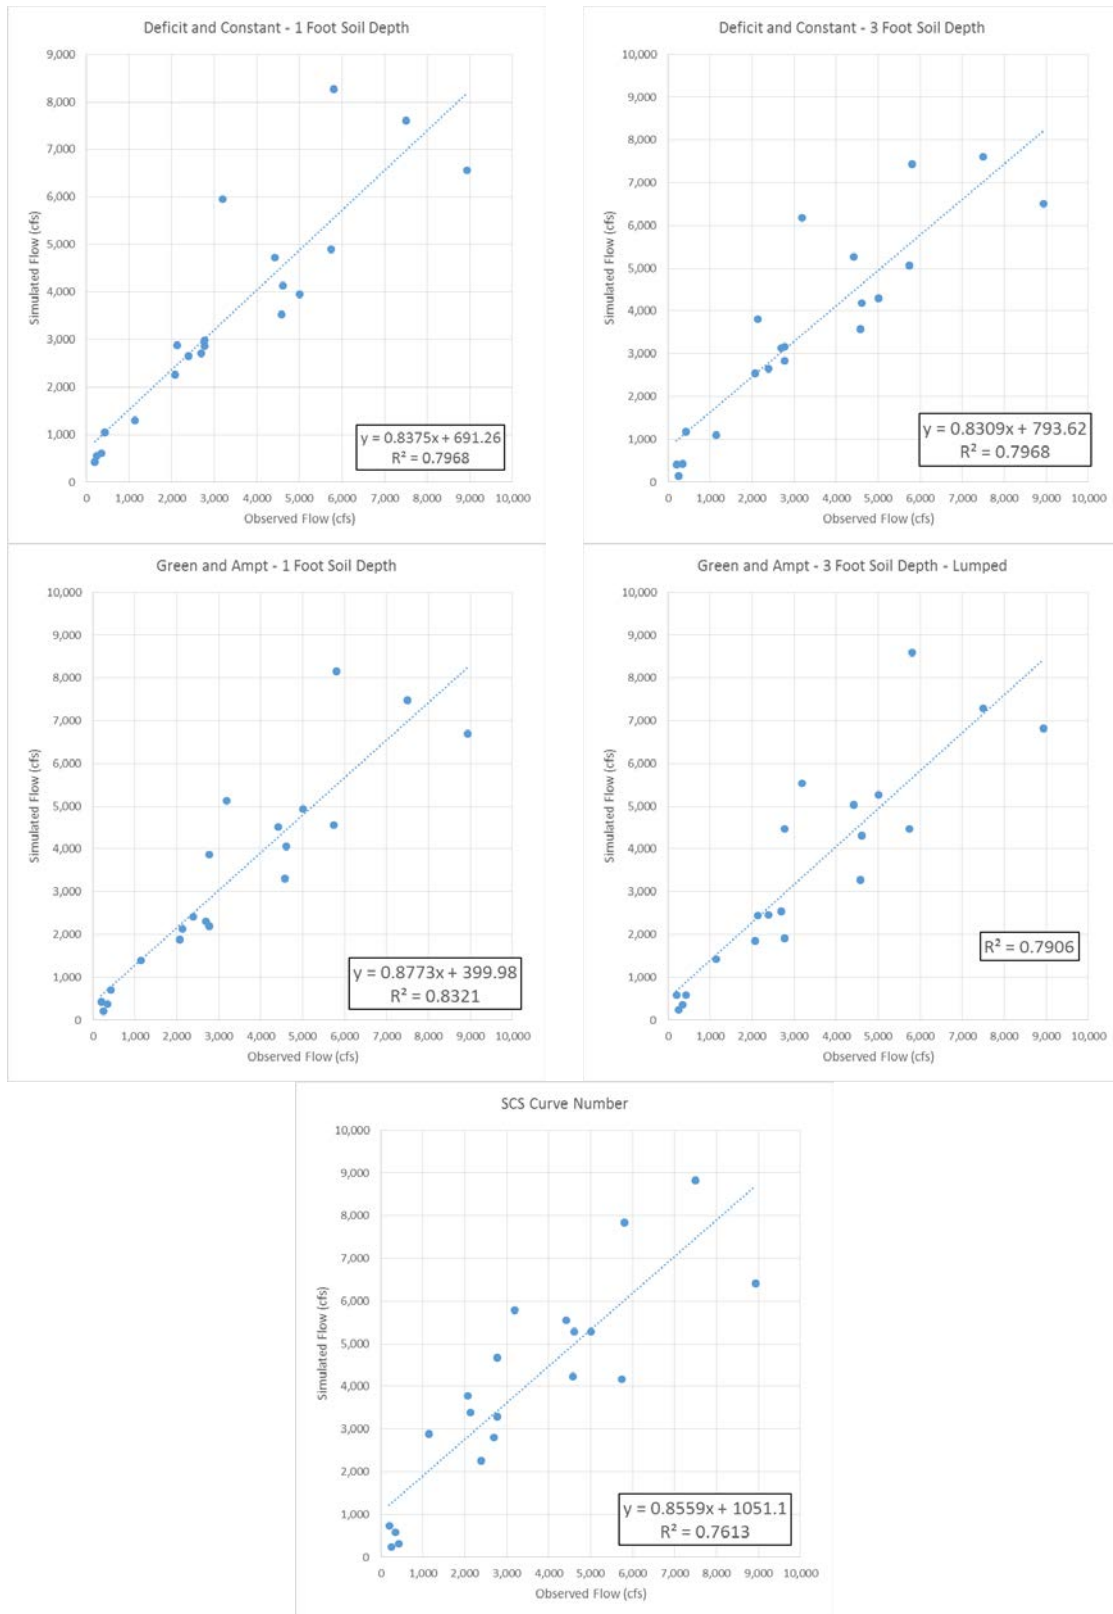 Deficit and Constant - 1 Foot Soil Depth
9,000
8,000
7,000
6,000
5,000
4,000
3,000
2,000
1,000
0
Simulated Flow (cfs)
y = 0.8375x + 691.26
R² = 0.7968
0 1,000 2,000 3,000 4,000 5,000 6,000 7,000 8,000 9,000 10,000
Observed Flow (cfs)
Deficit and Constant - 3 Foot Soil Depth
10,000
9,000
8,000
7,000
6,000
5,000
4,000
3,000
2,000
1,000
0
Simulated Flow (cfs)
y = 0.8309x + 793.62
R² = 0.7968
0 1,000 2,000 3,000 4,000 5,000 6,000 7,000 8,000 9,000 10,000
Observed Flow (cfs)
Green and Ampt - 1 Foot Soil Depth
10,000
9,000
8,000
7,000
6,000
5,000
4,000
3,000
2,000
1,000
0
Simulated Flow (cfs)
y = 0.8773x + 399.98
R² = 0.8321
0 1,000 2,000 3,000 4,000 5,000 6,000 7,000 8,000 9,000 10,000
Observed Flow (cfs)
Green and Ampt - 3 Foot Soil Depth - Lumped
10,000
9,000
8,000
7,000
6,000
5,000
4,000
3,000
2,000
1,000
0
Simulated Flow (cfs)
R² = 0.7906
0 1,000 2,000 3,000 4,000 5,000 6,000 7,000 8,000 9,000 10,000
Observed Flow (cfs)
SCS Curve Number
10,000
9,000
8,000
7,000
6,000
5,000
4,000
3,000
2,000
1,000
0
Simulated Flow (cfs)
y = 0.8559x + 1051.1
R² = 0.7613
0 1,000 2,000 3,000 4,000 5,000 6,000 7,000 8,000 9,000 10,000
Observed Flow (cfs)